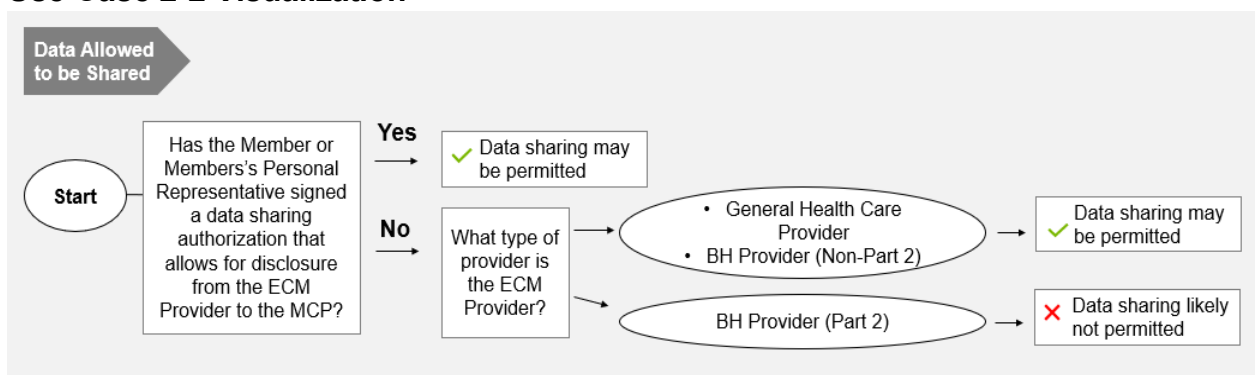 Data Allowed
to be Shared
Start
Has the Member or
Members's Personal
Representative signed
a data sharing
authorization that
allows for disclosure
from the ECM
Provider to the MCP?
Yes
Data sharing may
be permitted
No
What type of
provider is
the ECM
Provider?
• General Health Care
Provider
• BH Provider (Non-Part 2)
Data sharing may
be permitted
BH Provider (Part 2)
Data sharing likely
not permitted